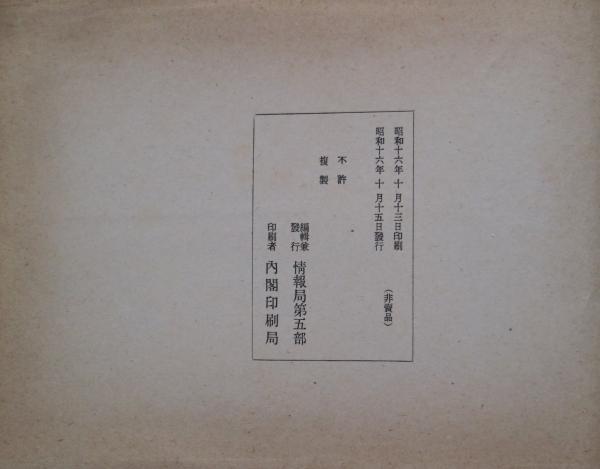 昭和十六年十月十三日印刷
昭和十六年十月十五日發行
（非賣品）
不許
複製
編輯兼
發行
情報局第五部
印刷者
內閣印刷局